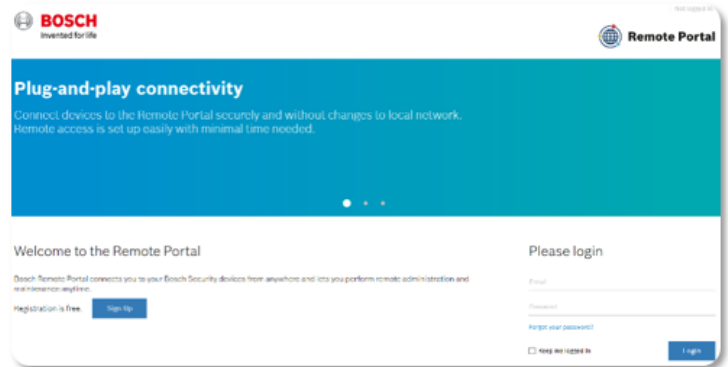 Not logged in
BOSCH
Invented for life
Remote Portal
Plug-and-play connectivity
Connect devices to the Remote Portal securely and without changes to local network.
Remote access is set up easily with minimal time needed.
Welcome to the Remote Portal
Please login
Bosch Remote Portal connects you to your Bosch Security devices from anywhere and lets you perform remote administration and
maintenance anytime.
Email
Password
Registration is free.
Sign Up
Forgot your password?
Keep me logged in
Login